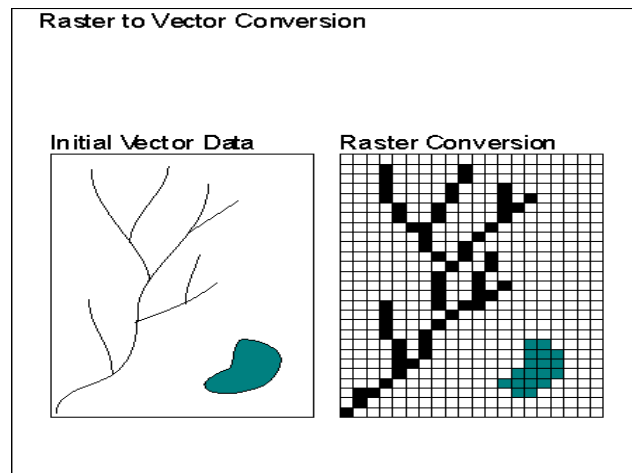 Raster to Vector Conversion
Initial Vector Data
Raster Conversion